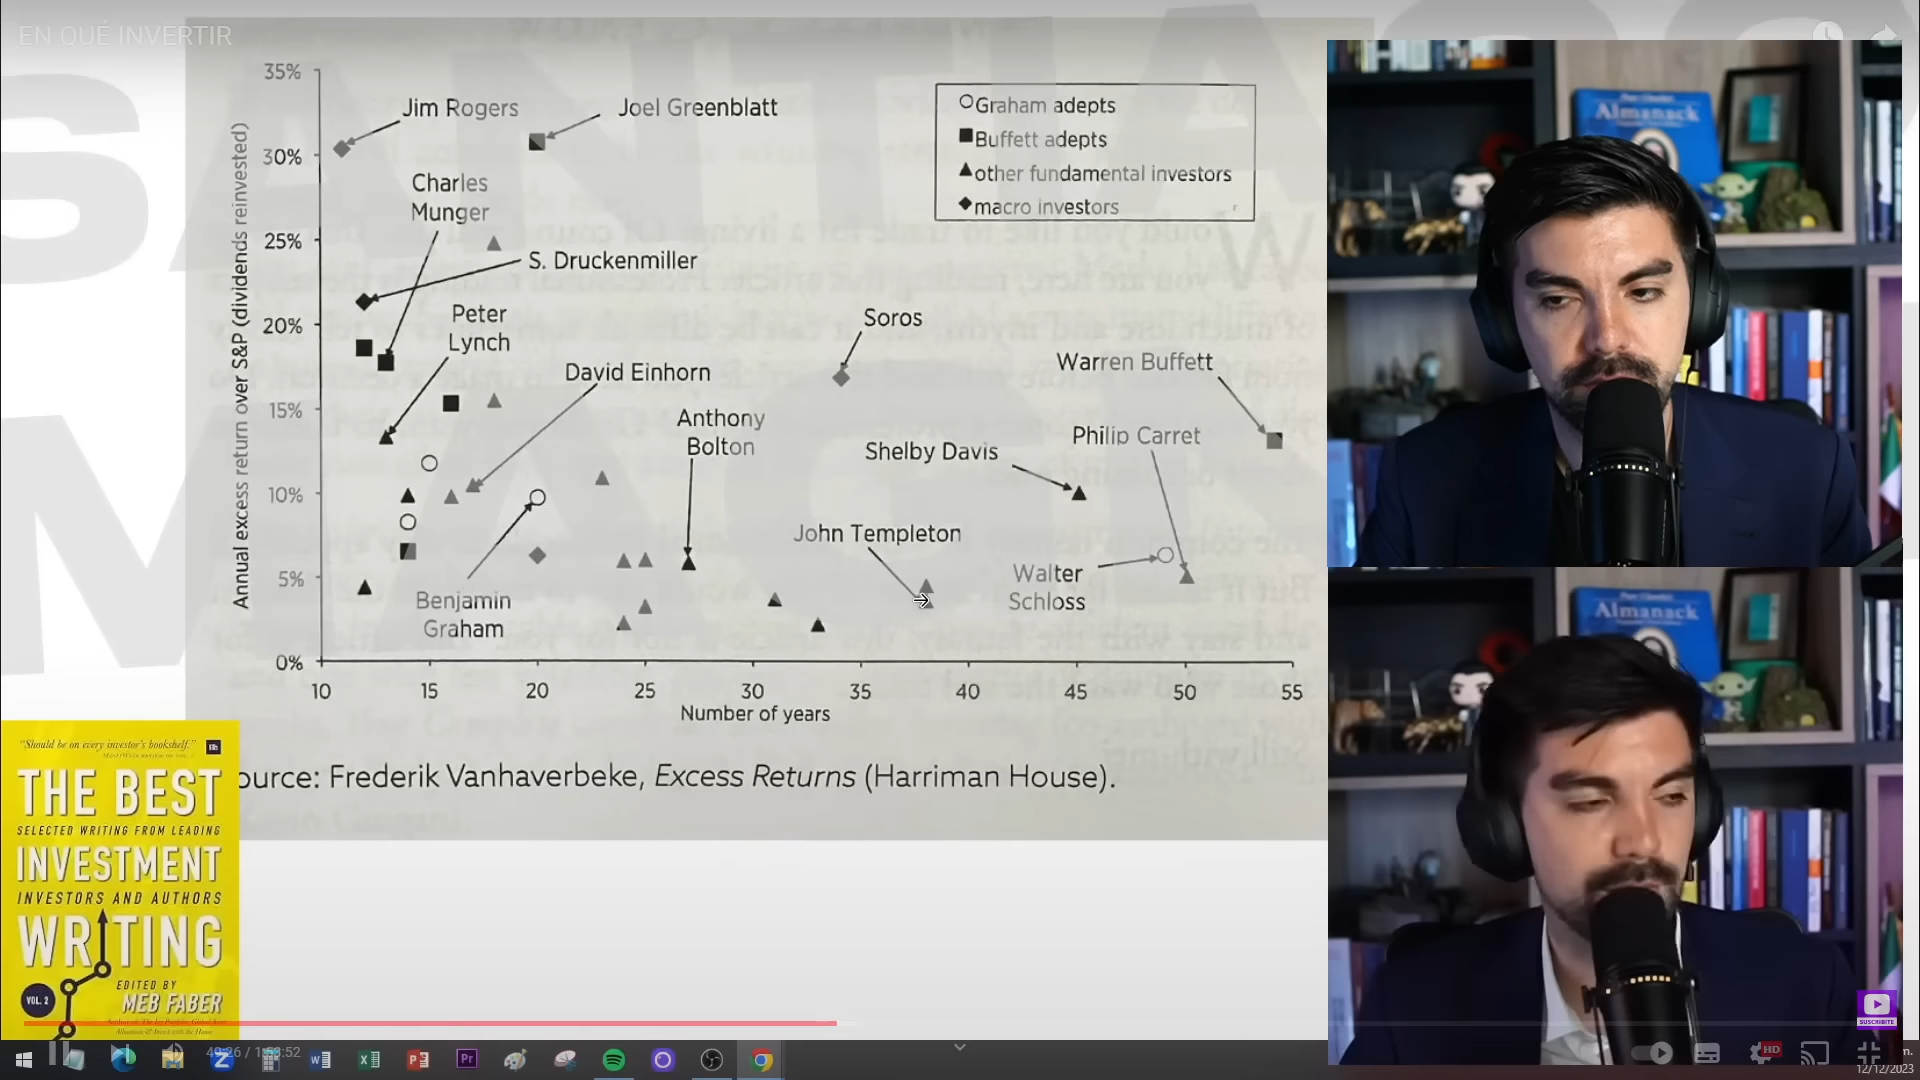 EN QUÉ INVERTIR
35%
30%
25%
20%
15%
10%
5%
0%
Annual excess return over S&P (dividends reinvested)
Jim Rogers
Joel Greenblatt
Charles
Munger
S. Druckenmiller
Peter
Lynch
David Einhorn
Soros
Warren Buffett
Anthony
Bolton
Shelby Davis
Philip Carret
John Templeton
Walter
Schloss
Benjamin
Graham
Graham adepts
Buffett adepts
other fundamental investors
macro investors
10 15 20 25 30 35 40 45 50 55
Number of years
ource: Frederik Vanhaverbeke, Excess Returns (Harriman House).
"Should be on every investor's bookshelf."
THE BEST
SELECTED WRITING FROM LEADING
INVESTMENT
INVESTORS AND AUTHORS
WRITING
EDITED BY
MEB FABER
VOL. 2
Almanack
Almanack
SUSCRIBITE
HD
12/12/2023